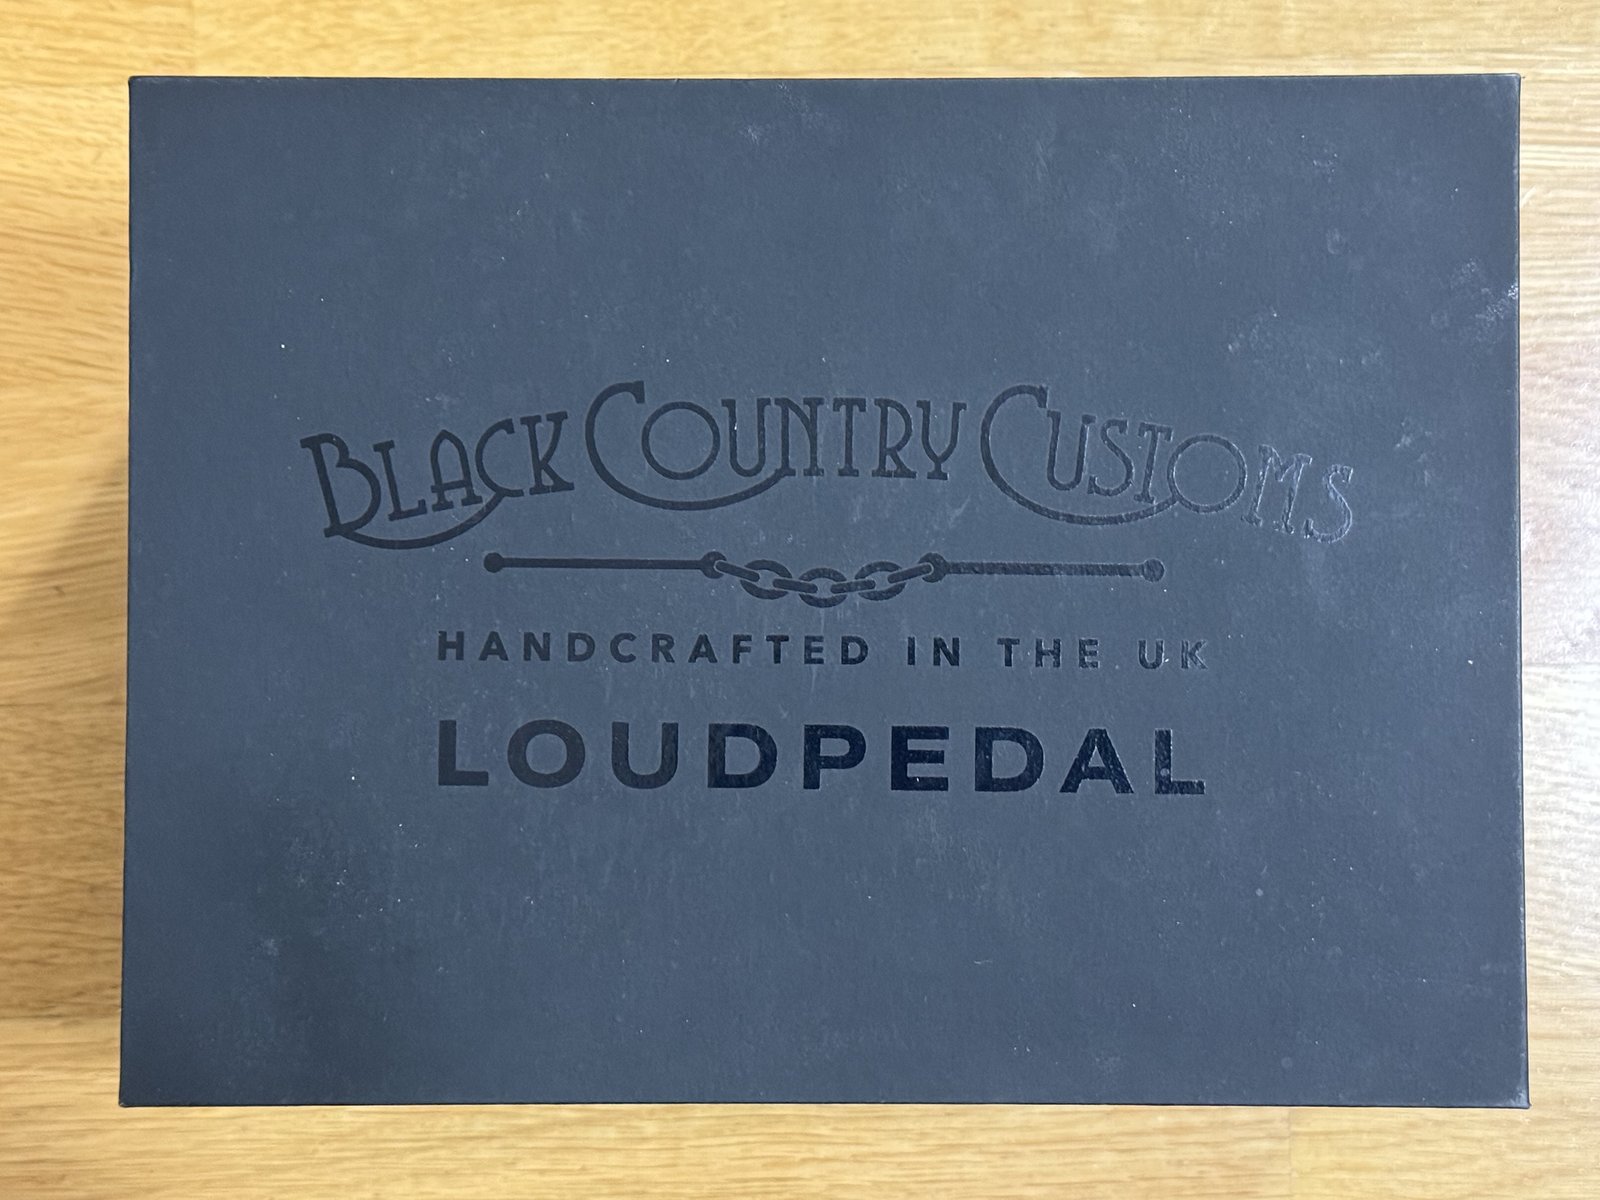 Black Country Customs
HANDCRAFTED IN THE UK
LOUDPEDAL